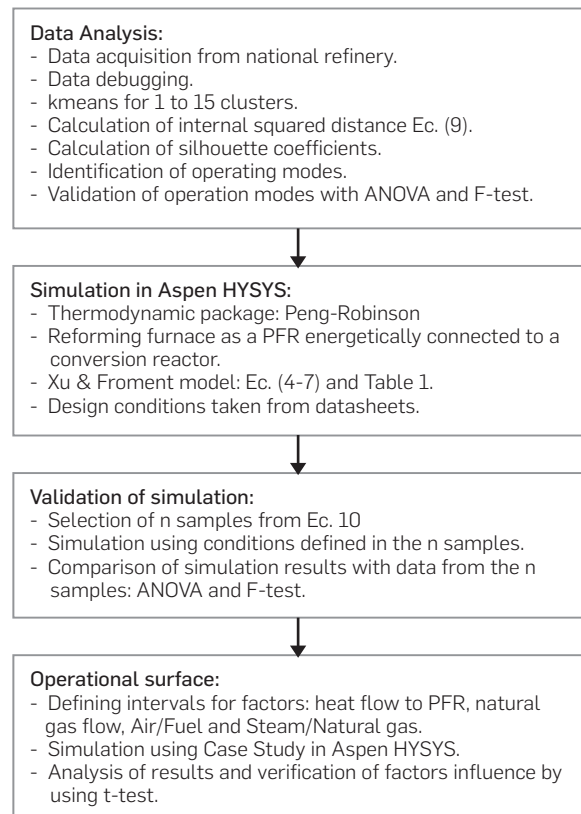 Data Analysis:
- Data acquisition from national refinery.
- Data debugging.
- kmeans for 1 to 15 clusters.
- Calculation of internal squared distance Ec. (9).
- Calculation of silhouette coefficients.
- Identification of operating modes.
- Validation of operation modes with ANOVA and F-test.
Simulation in Aspen HYSYS:
- Thermodynamic package: Peng-Robinson
- Reforming furnace as a PFR energetically connected to a
conversion reactor.
- Xu & Froment model: Ec. (4-7) and Table 1.
- Design conditions taken from datasheets.
Validation of simulation:
- Selection of n samples from Ec. 10
- Simulation using conditions defined in the n samples.
- Comparison of simulation results with data from the n
samples: ANOVA and F-test.
Operational surface:
- Defining intervals for factors: heat flow to PFR, natural
gas flow, Air/Fuel and Steam/Natural gas.
- Simulation using Case Study in Aspen HYSYS.
- Analysis of results and verification of factors influence by
using t-test.